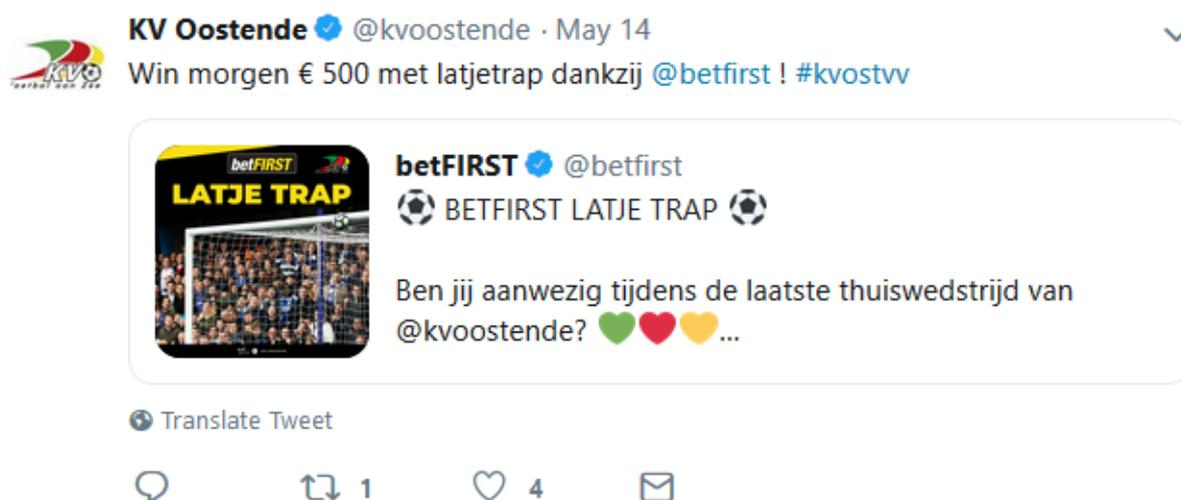 KV Oostende @kvoostende · May 14
Win morgen € 500 met latjetrap dankzij @betfirst ! #kvostvv
betFIRST
LATJE TRAP
betFIRST @betfirst
⚽ BETFIRST LATJE TRAP ⚽
Ben jij aanwezig tijdens de laatste thuiswedstrijd van
@kvoostende? 💚❤️💛...
Translate Tweet
1 4
KVO